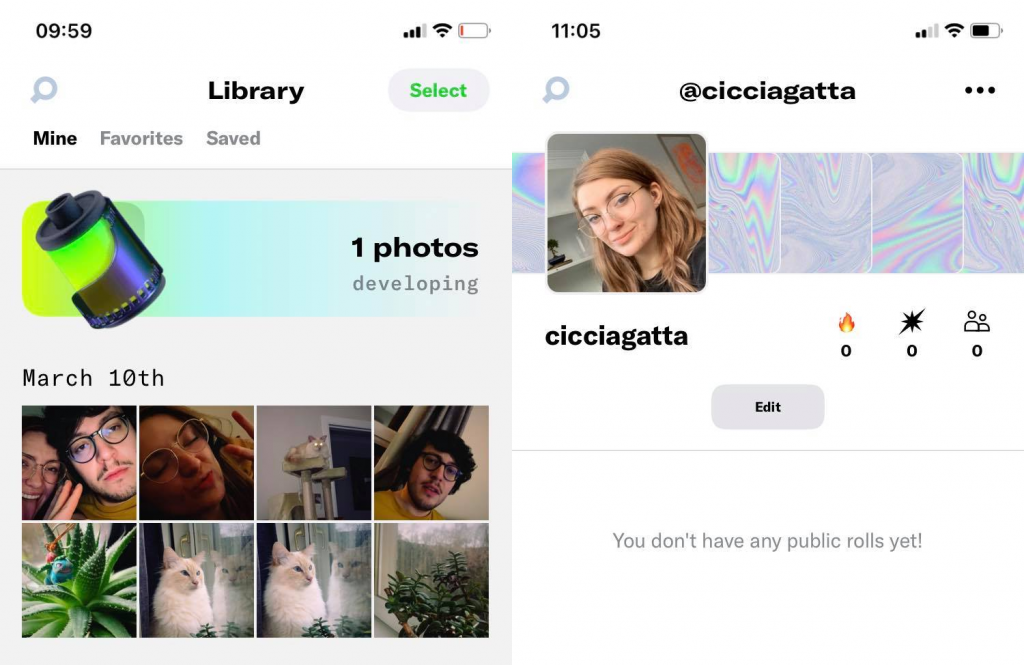 09:59
Library
Select
Mine Favorites Saved
1 photos
developing
March 10th
11:05
@cicciagatta
cicciagatta
0 0 0
Edit
You don't have any public rolls yet!